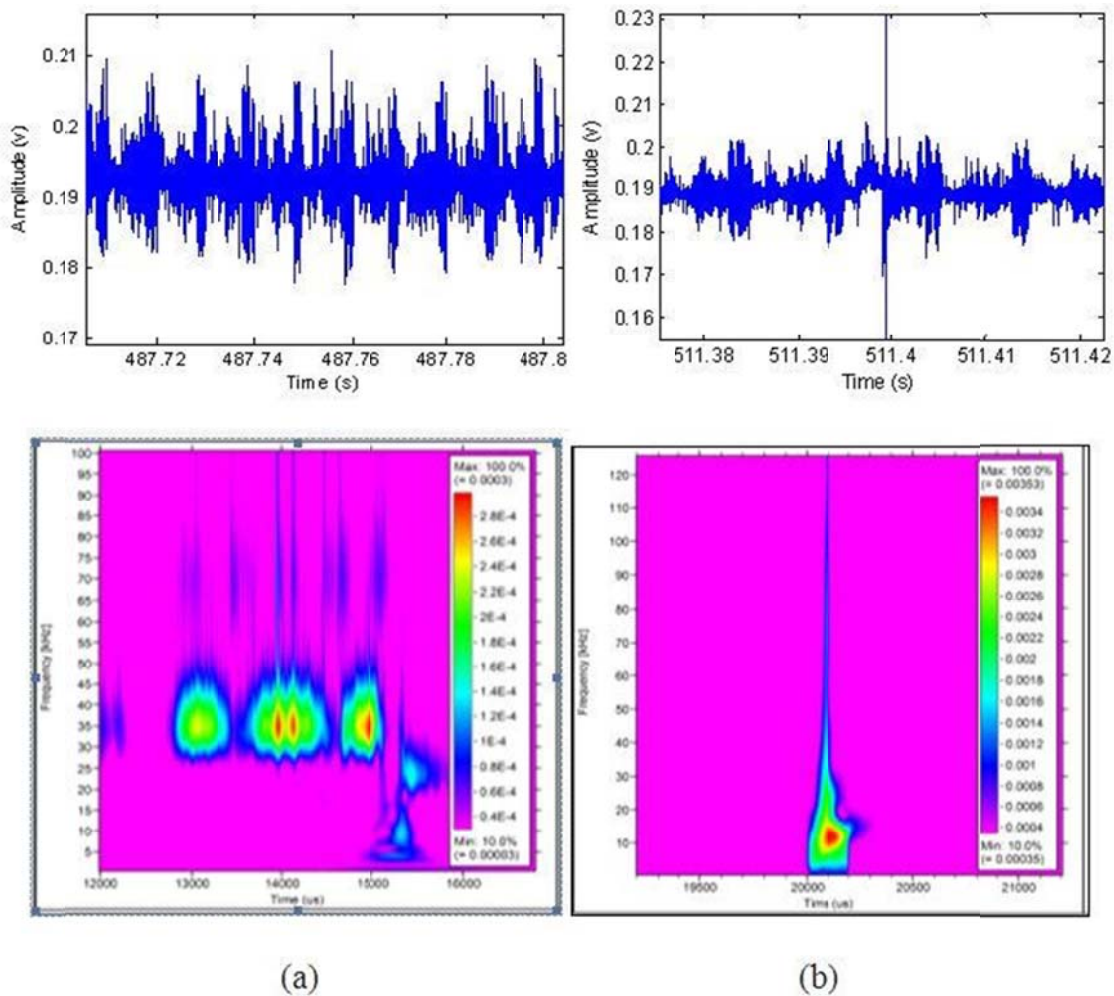 0.21
0.2
0.19
0.18
0.17
Amplitude (v)
487.72 487.74 487.76 487.78 487.8
Time (s)
0.23
0.22
0.21
0.2
0.19
0.18
0.17
0.16
Amplitude (v)
511.38 511.39 511.4 511.41 511.42
Time (s)
100
95
90
85
80
75
70
65
60
55
50
45
40
35
30
25
20
15
10
5
Frequency [kHz]
12000 13000 14000 15000 16000
Time (us)
Max: 100.0%
(= 0.0003)
2.8E-4
2.6E-4
2.4E-4
2.2E-4
2E-4
1.8E-4
1.6E-4
1.4E-4
1.2E-4
1E-4
0.8E-4
0.6E-4
0.4E-4
Min: 10.0%
(= 0.00003)
120
110
100
90
80
70
60
50
40
30
20
10
Frequency [kHz]
19500 20000 20500 21000
Time (us)
Max: 100.0%
(= 0.00353)
0.0034
0.0032
0.003
0.0028
0.0026
0.0024
0.0022
0.002
0.0018
0.0016
0.0014
0.0012
0.001
0.0008
0.0006
0.0004
Min: 10.0%
(= 0.00035)
(a) (b)